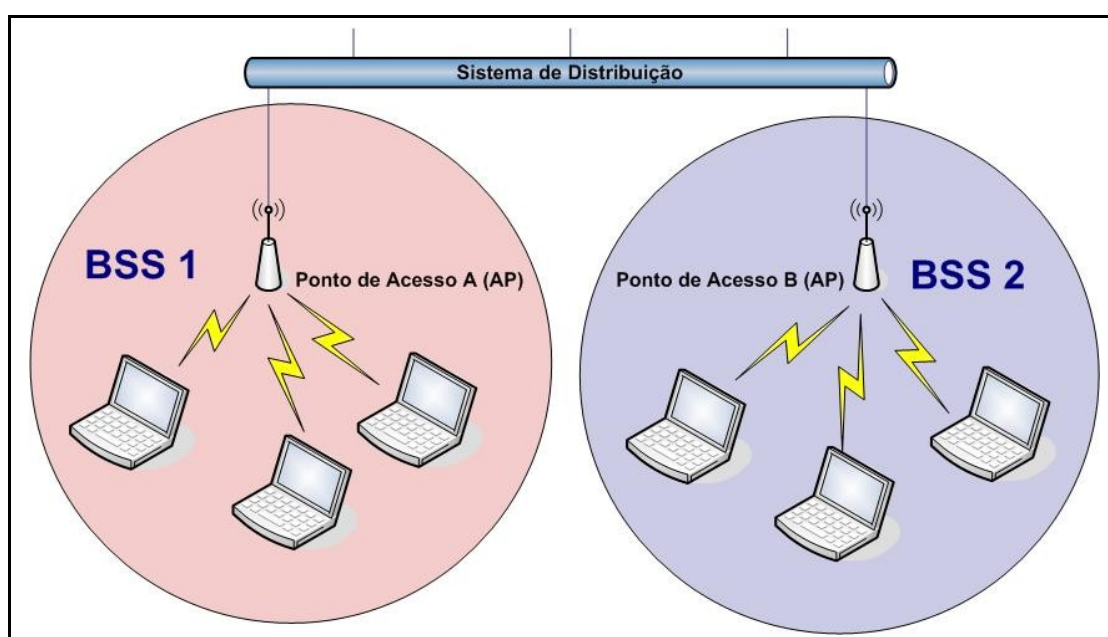 Sistema de Distribuição
BSS 1
Ponto de Acesso A (AP)
Ponto de Acesso B (AP)
BSS 2